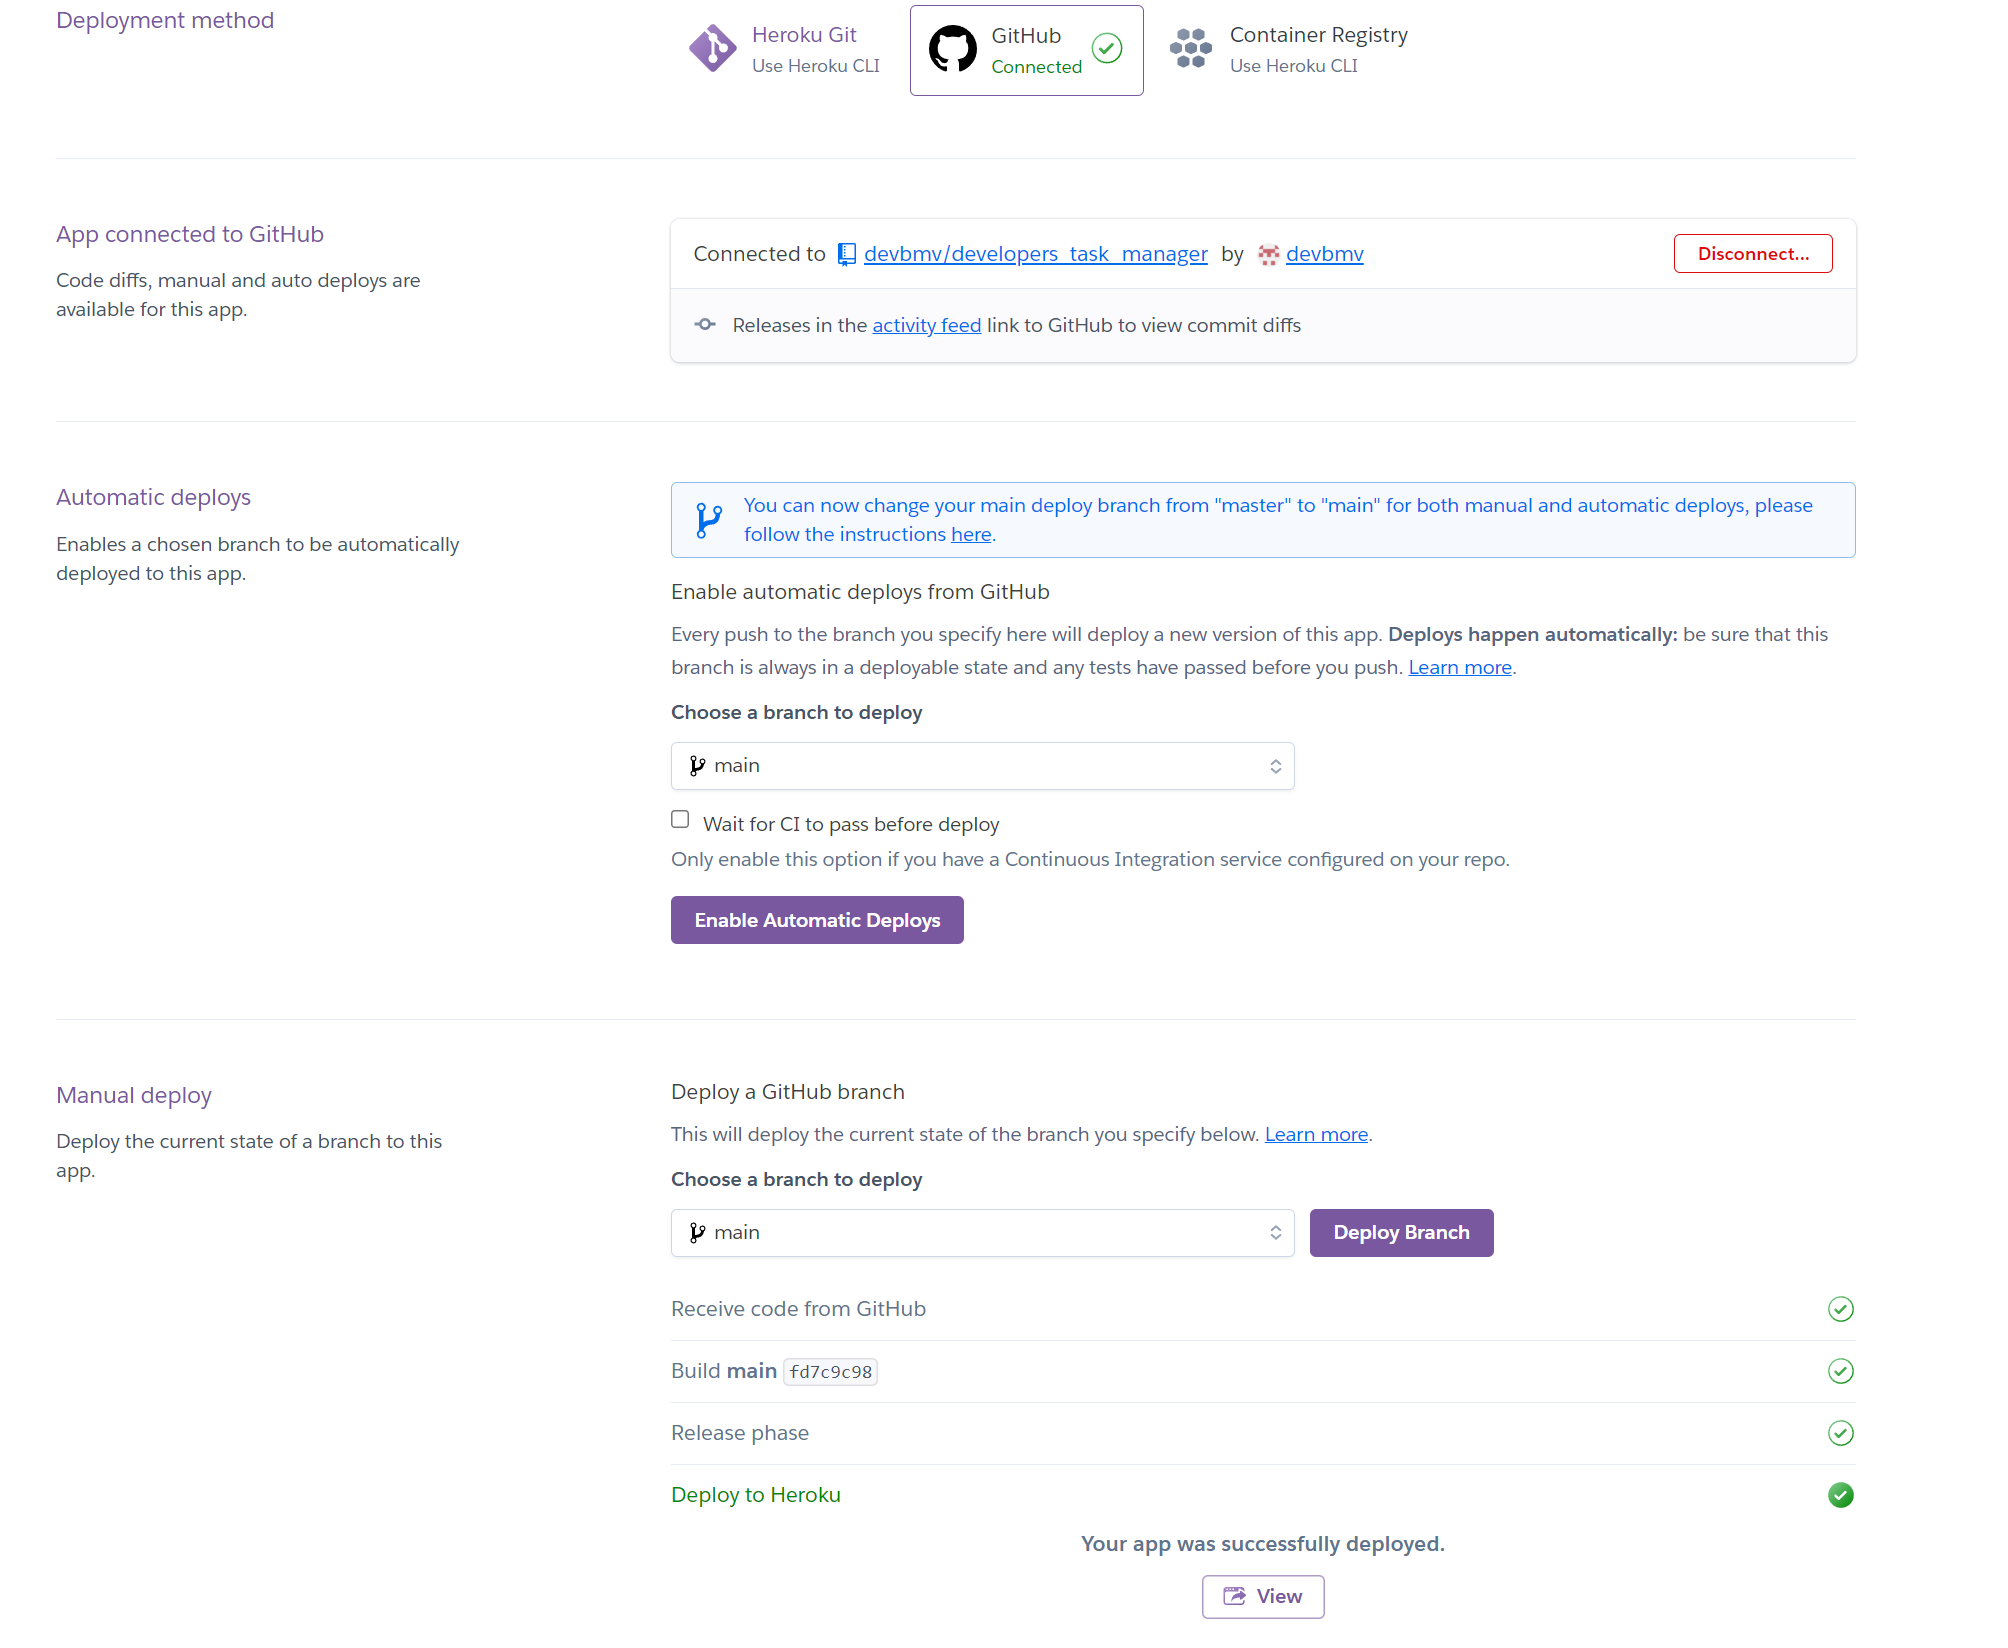 Deployment method
Heroku Git
Use Heroku CLI
GitHub
Connected
Container Registry
Use Heroku CLI
App connected to GitHub
Code diffs, manual and auto deploys are
available for this app.
Connected to devbmv/developers_task_manager by devbmv
Disconnect...
Releases in the activity feed link to GitHub to view commit diffs
Automatic deploys
Enables a chosen branch to be automatically
deployed to this app.
You can now change your main deploy branch from "master" to "main" for both manual and automatic deploys, please
follow the instructions here.
Enable automatic deploys from GitHub
Every push to the branch you specify here will deploy a new version of this app. Deploys happen automatically: be sure that this
branch is always in a deployable state and any tests have passed before you push. Learn more.
Choose a branch to deploy
main
Wait for CI to pass before deploy
Only enable this option if you have a Continuous Integration service configured on your repo.
Enable Automatic Deploys
Manual deploy
Deploy the current state of a branch to this
app.
Deploy a GitHub branch
This will deploy the current state of the branch you specify below. Learn more.
Choose a branch to deploy
main
Deploy Branch
Receive code from GitHub
Build main fd7c9c98
Release phase
Deploy to Heroku
Your app was successfully deployed.
View